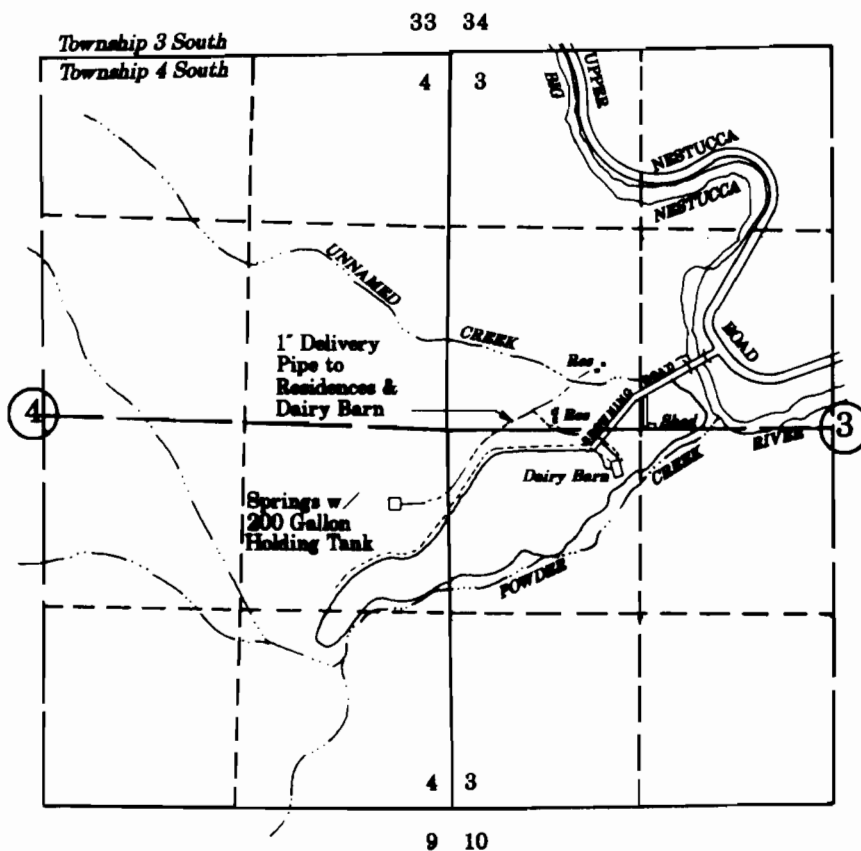 33 34
Township 3 South
Township 4 South
4 3
BIG
UPPER
NESTUCCA
NESTUCCA
UNNAMED
CREEK
ROAD
1" Delivery
Pipe to
Residences &
Dairy Barn
Res
ROAD
Res
Shed
4
3
RIVER
Dairy Barn
CREEK
Springs w
200 Gallon
Holding Tank
POWDER
4 3
9 10